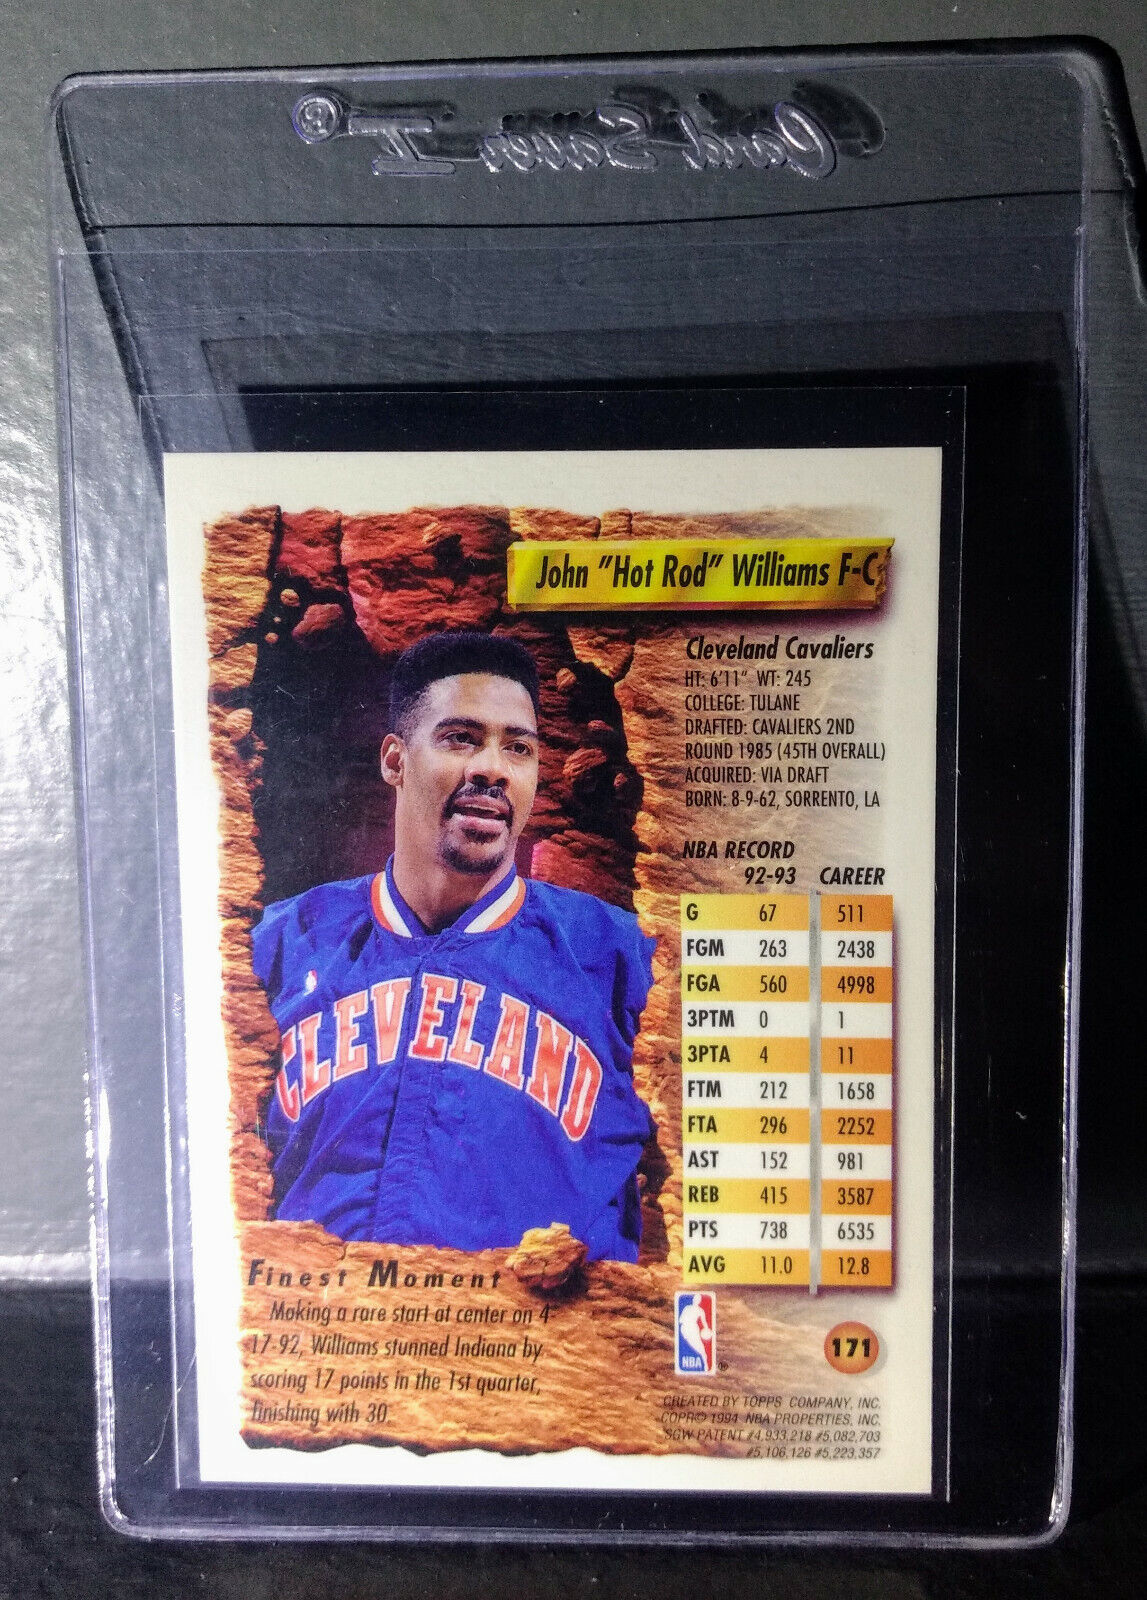 Card Saver I®
John "Hot Rod" Williams F-C
Cleveland Cavaliers
HT: 6'11" WT: 245
COLLEGE: TULANE
DRAFTED: CAVALIERS 2ND
ROUND 1985 (45TH OVERALL)
ACQUIRED: VIA DRAFT
BORN: 8-9-62, SORRENTO, LA
NBA RECORD
92-93 CAREER
G 67 511
FGM 263 2438
FGA 560 4998
3PTM 0 1
3PTA 4 11
FTM 212 1658
FTA 296 2252
AST 152 981
REB 415 3587
PTS 738 6535
AVG 11.0 12.8
CLEVELAND
Finest Moment
Making a rare start at center on 4-
17-92, Williams stunned Indiana by
scoring 17 points in the 1st quarter,
finishing with 30.
NBA ®
171
CREATED BY TOPPS COMPANY, INC.
COPR© 1994 NBA PROPERTIES, INC.
SGW PATENT #4,933,218 #5,082,703
#5,106,126 #5,223,357